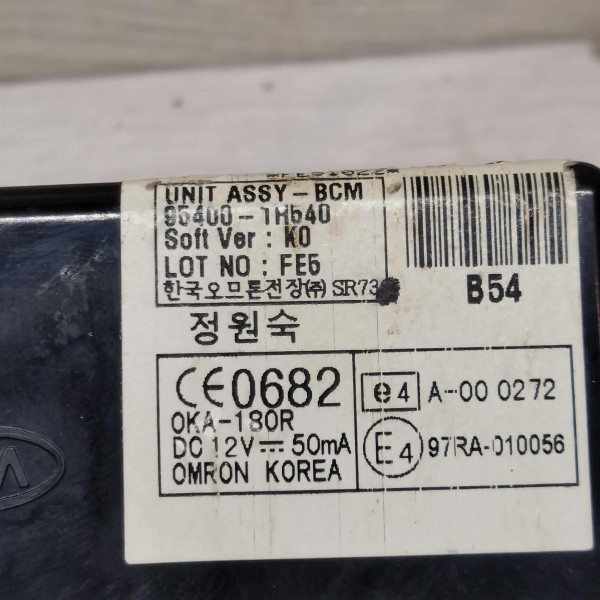 *FE51622*
UNIT ASSY-BCM
95400-1H540
Soft Ver : K0
LOT NO : FE5
한국오므론전장㈜ SR73
B54
정원숙
CE0682
OKA-180R
DC 12V⎓50mA
OMRON KOREA
e4 A-00 0272
E4 97RA-010056